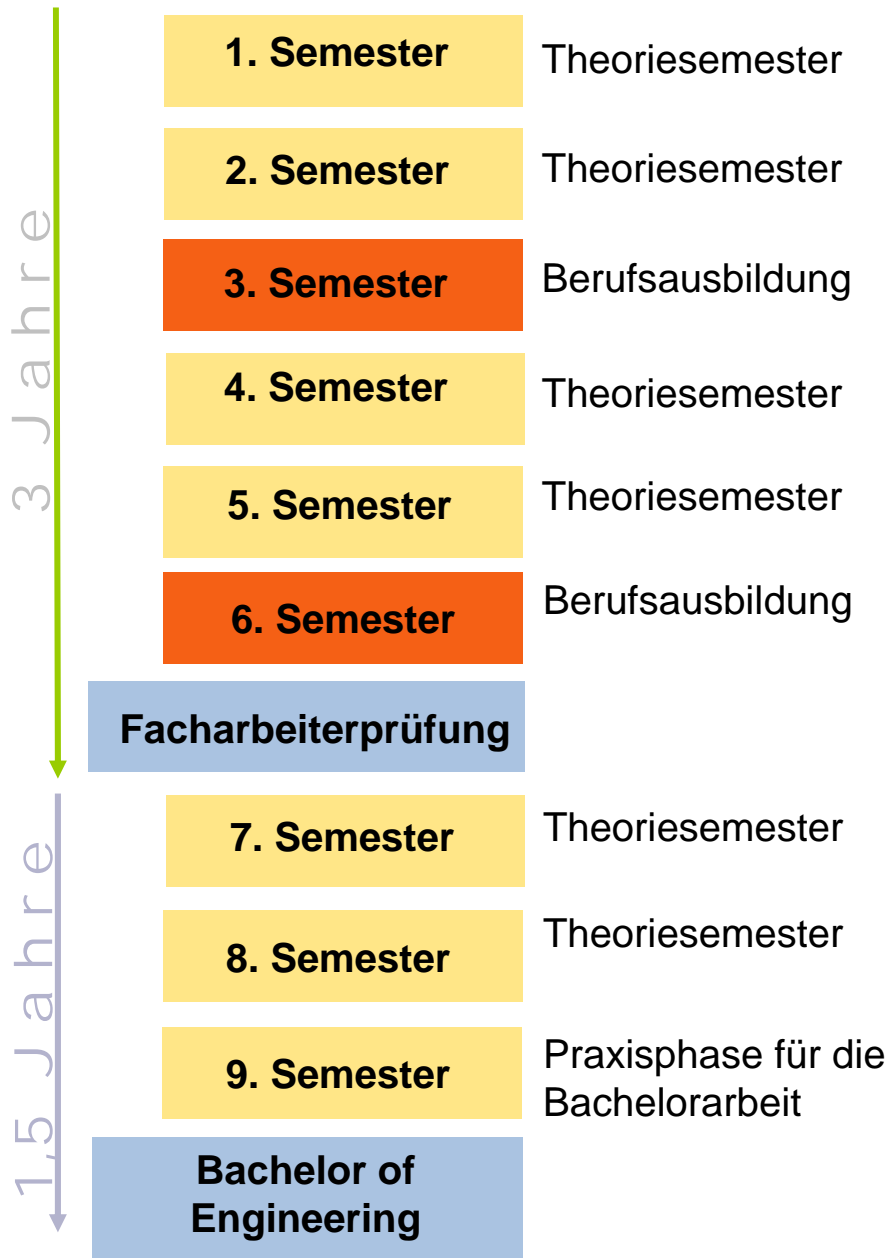 3 Jahre
1. Semester Theoriesemester
2. Semester Theoriesemester
3. Semester Berufsausbildung
4. Semester Theoriesemester
5. Semester Theoriesemester
6. Semester Berufsausbildung
Facharbeiterprüfung
1,5 Jahre
7. Semester Theoriesemester
8. Semester Theoriesemester
9. Semester Praxisphase für die
Bachelorarbeit
Bachelor of
Engineering